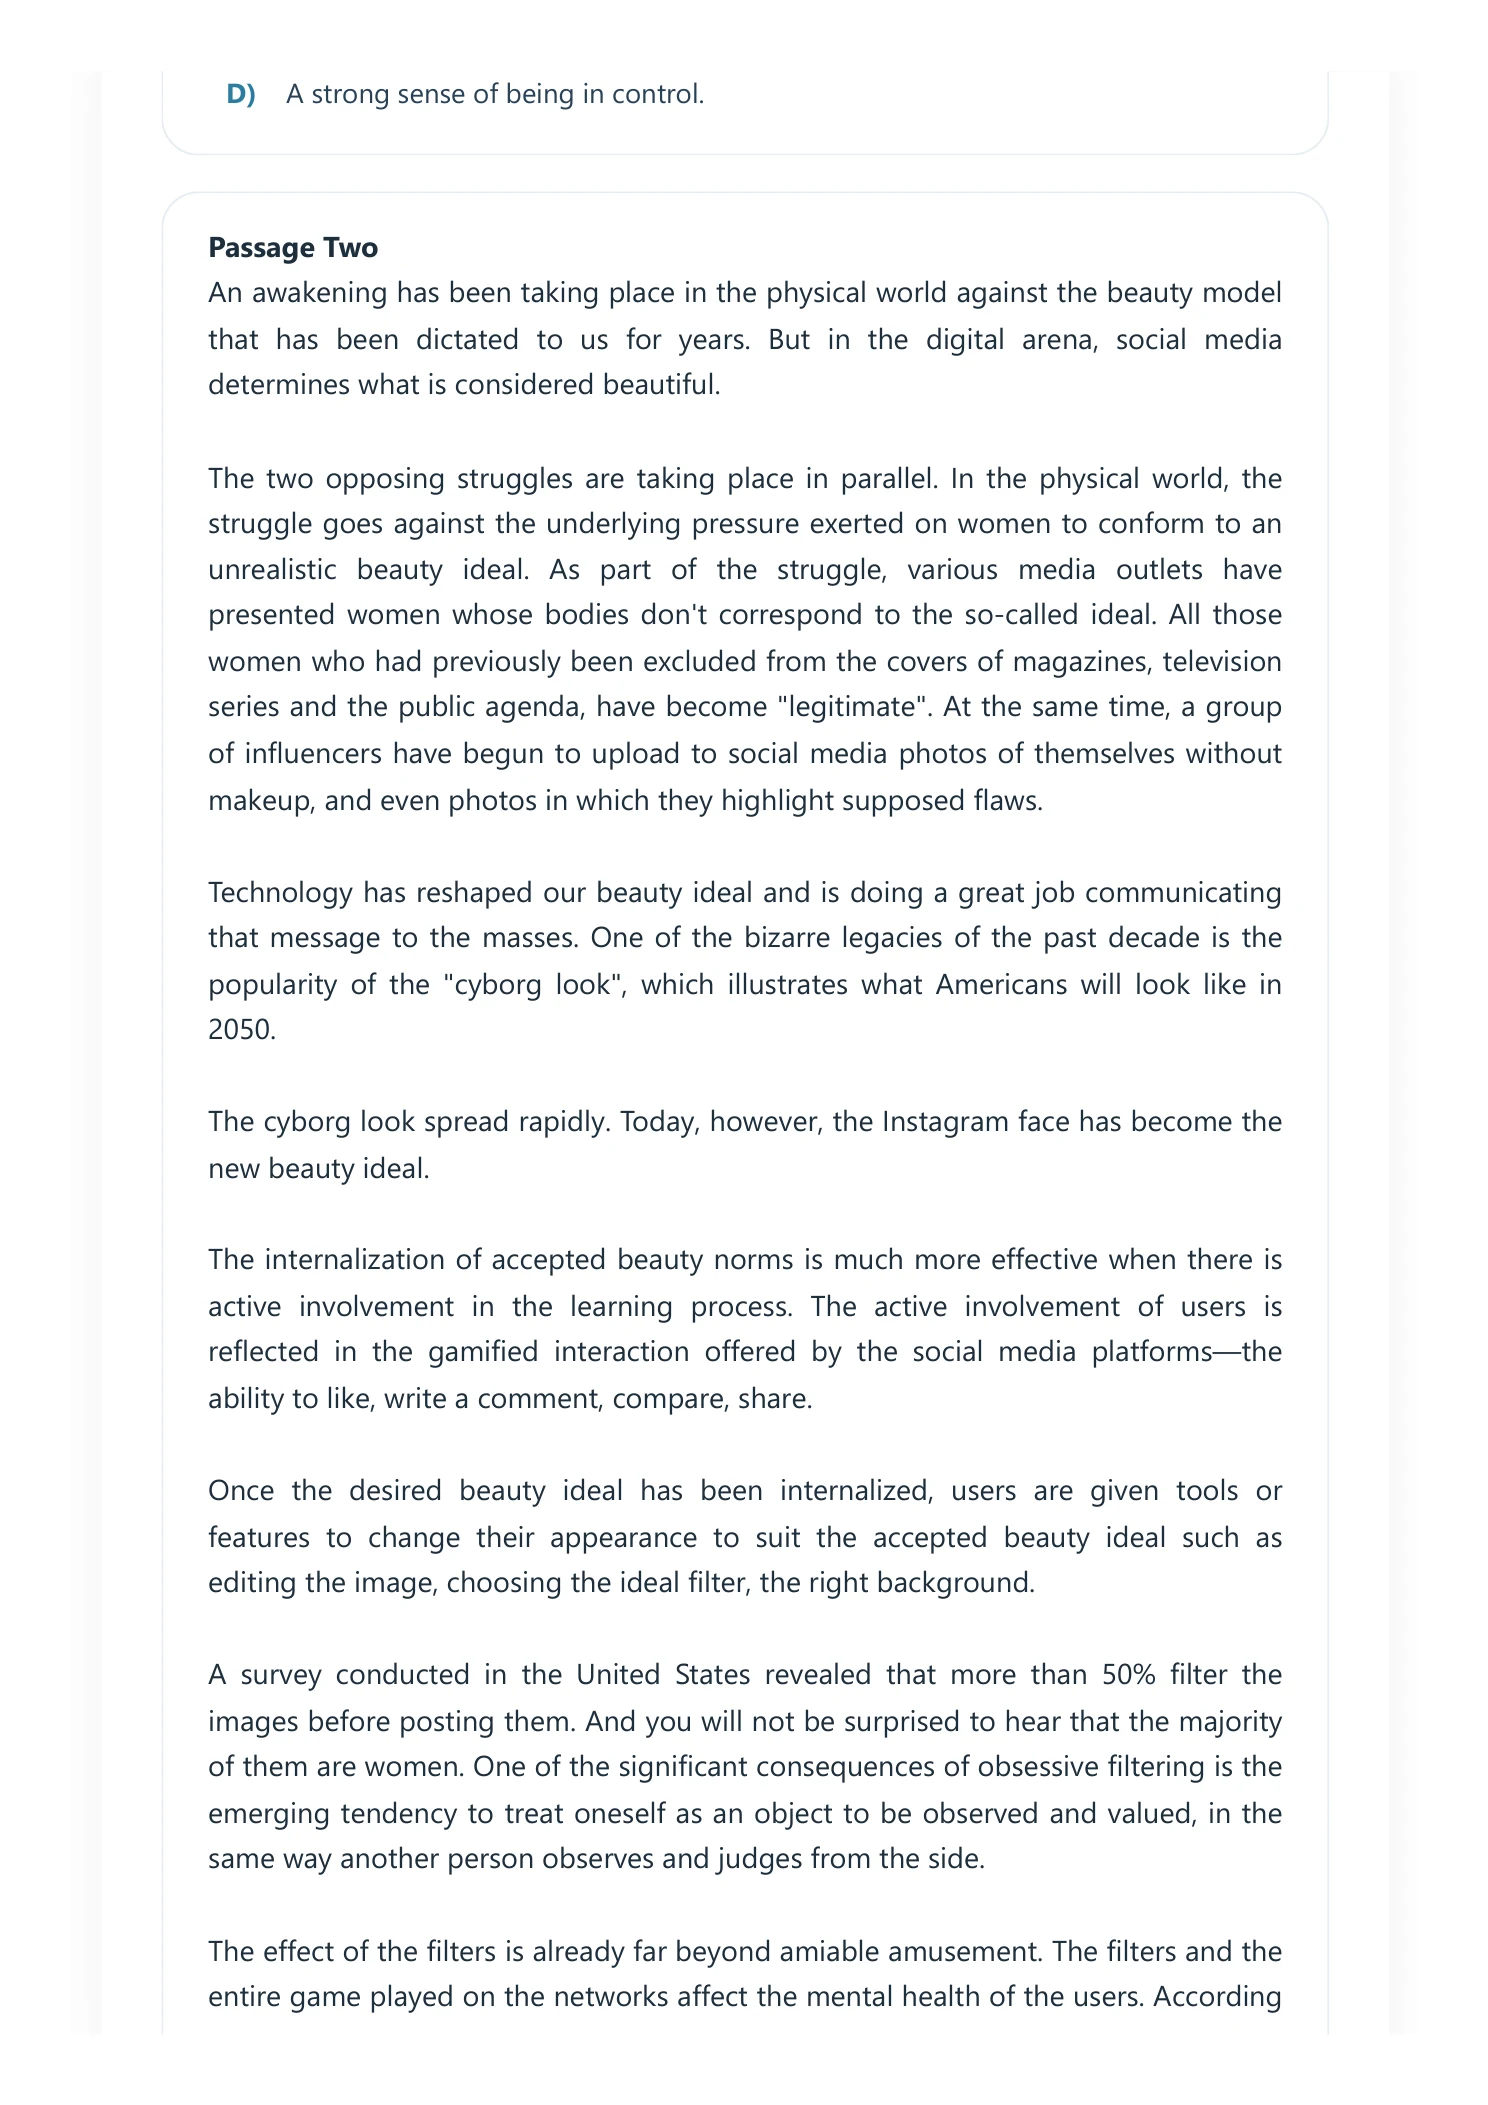 D) A strong sense of being in control.
Passage Two
An awakening has been taking place in the physical world against the beauty model
that has been dictated to us for years. But in the digital arena, social media
determines what is considered beautiful.
The two opposing struggles are taking place in parallel. In the physical world, the
struggle goes against the underlying pressure exerted on women to conform to an
unrealistic beauty ideal. As part of the struggle, various media outlets have
presented women whose bodies don't correspond to the so-called ideal. All those
women who had previously been excluded from the covers of magazines, television
series and the public agenda, have become "legitimate". At the same time, a group
of influencers have begun to upload to social media photos of themselves without
makeup, and even photos in which they highlight supposed flaws.
Technology has reshaped our beauty ideal and is doing a great job communicating
that message to the masses. One of the bizarre legacies of the past decade is the
popularity of the "cyborg look", which illustrates what Americans will look like in
2050.
The cyborg look spread rapidly. Today, however, the Instagram face has become the
new beauty ideal.
The internalization of accepted beauty norms is much more effective when there is
active involvement in the learning process. The active involvement of users is
reflected in the gamified interaction offered by the social media platforms—the
ability to like, write a comment, compare, share.
Once the desired beauty ideal has been internalized, users are given tools or
features to change their appearance to suit the accepted beauty ideal such as
editing the image, choosing the ideal filter, the right background.
A survey conducted in the United States revealed that more than 50% filter the
images before posting them. And you will not be surprised to hear that the majority
of them are women. One of the significant consequences of obsessive filtering is the
emerging tendency to treat oneself as an object to be observed and valued, in the
same way another person observes and judges from the side.
The effect of the filters is already far beyond amiable amusement. The filters and the
entire game played on the networks affect the mental health of the users. According